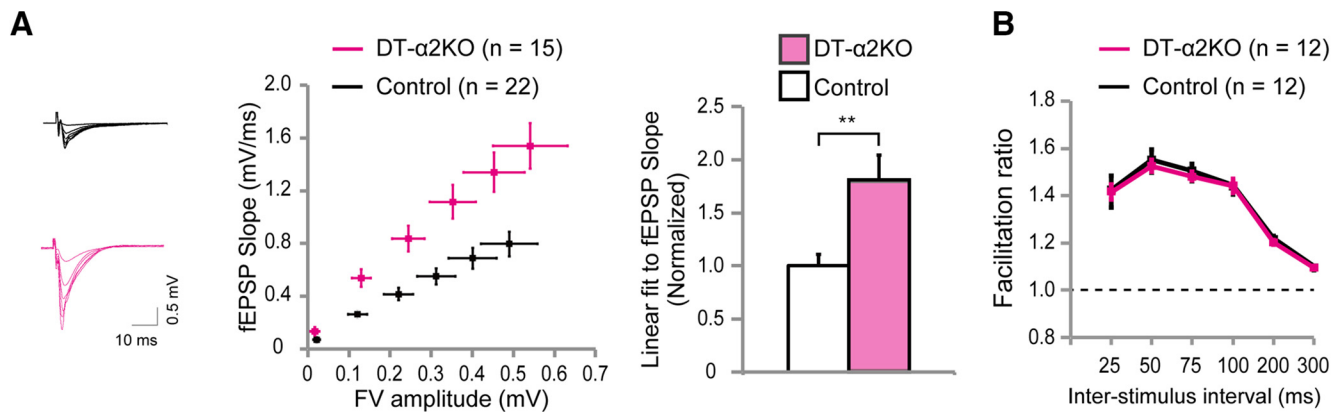 A
0.5 mV
10 ms
DT-α2KO (n = 15)
Control (n = 22)
fEPSP Slope (mV/ms)
2.0
1.6
1.2
0.8
0.4
0
0 0.1 0.2 0.3 0.4 0.5 0.6 0.7
FV amplitude (mV)
DT-α2KO
Control
Linear fit to fEPSP Slope
(Normalized)
2.5
2.0
1.5
1.0
0.5
0
**
B
DT-α2KO (n = 12)
Control (n = 12)
Facilitation ratio
1.8
1.6
1.4
1.2
1.0
0.8
25 50 75 100 200 300
Inter-stimulus interval (ms)